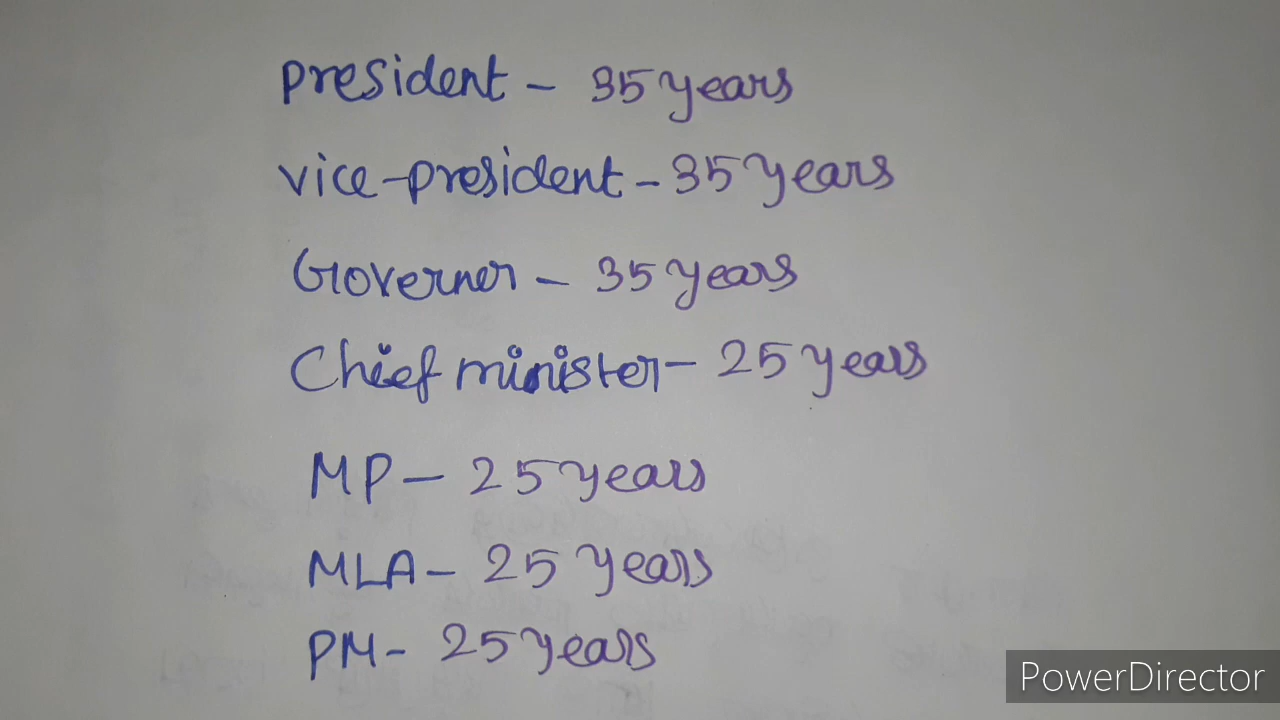 President - 35 years
vice-president - 35 years
Governer - 35 years
Chief minister - 25 years
MP - 25 years
MLA - 25 years
PM - 25 years
PowerDirector